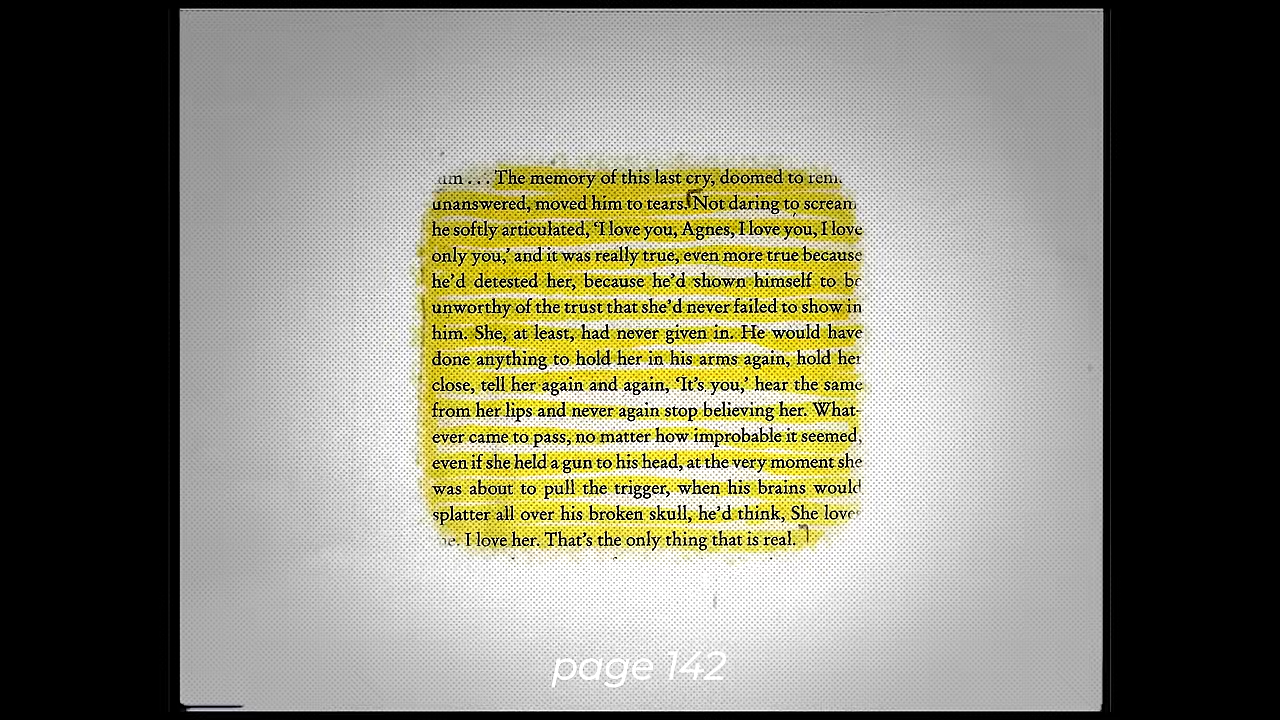 am . . . The memory of this last cry, doomed to rem
unanswered, moved him to tears. Not daring to scream
he softly articulated, ‘I love you, Agnes, I love you, I love
only you,’ and it was really true, even more true because
he’d detested her, because he’d shown himself to be
unworthy of the trust that she’d never failed to show in
him. She, at least, had never given in. He would have
done anything to hold her in his arms again, hold her
close, tell her again and again, ‘It’s you,’ hear the same
from her lips and never again stop believing her. What-
ever came to pass, no matter how improbable it seemed,
even if she held a gun to his head, at the very moment she
was about to pull the trigger, when his brains would
splatter all over his broken skull, he’d think, She loves
me. I love her. That’s the only thing that is real.
page 142